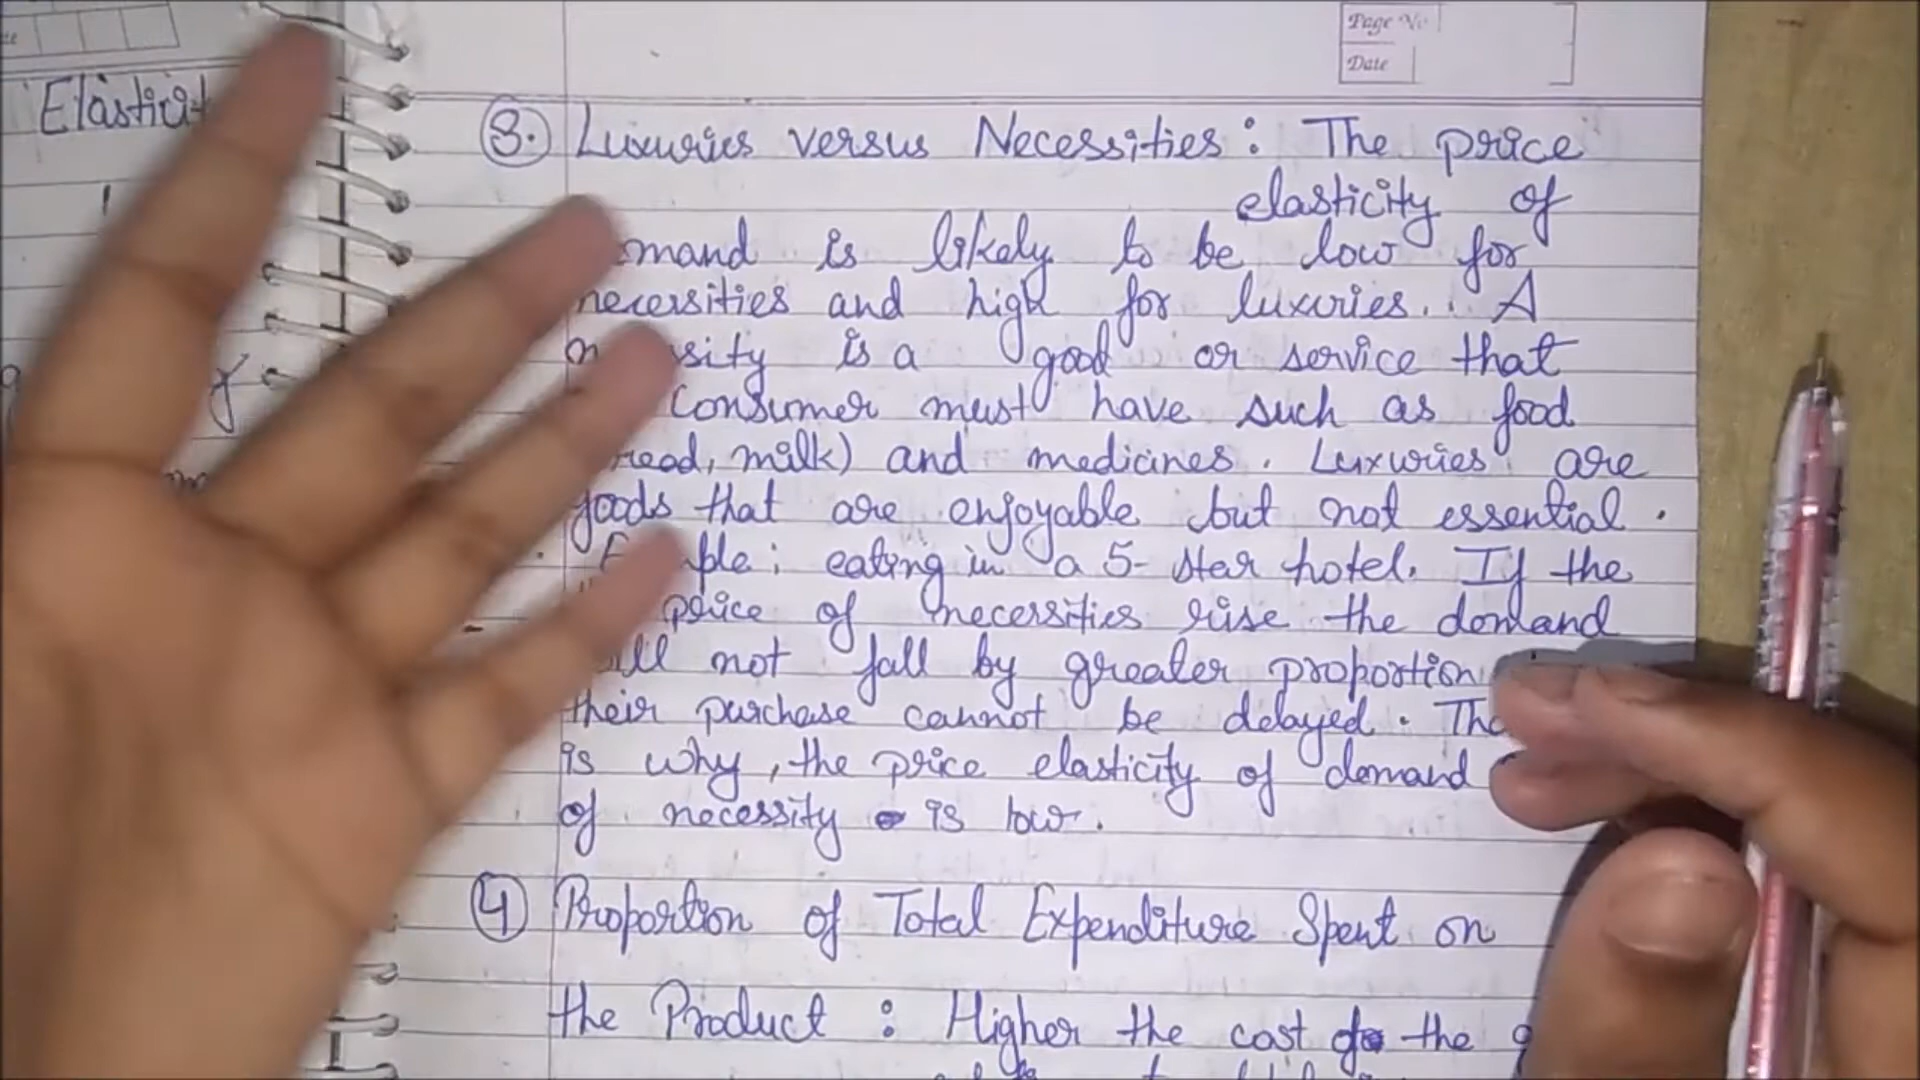 Page No
Date
Elasticit
3. Luxuries versus Necessities : The price
elasticity of
mand is likely to be low for
necessities and high for luxuries. A
sity is a good or service that
Consumer must have such as food
read, milk) and medicines. Luxuries are
goods that are enjoyable but not essential.
ple : eating in a 5-star hotel. If the
price of necessities rise the demand
ill not fall by greater proportion
their purchase cannot be delayed. Tha
is why, the price elasticity of demand
of necessity is low.
4 Proportion of Total Expenditure Spent on
the Product : Higher the cost of the